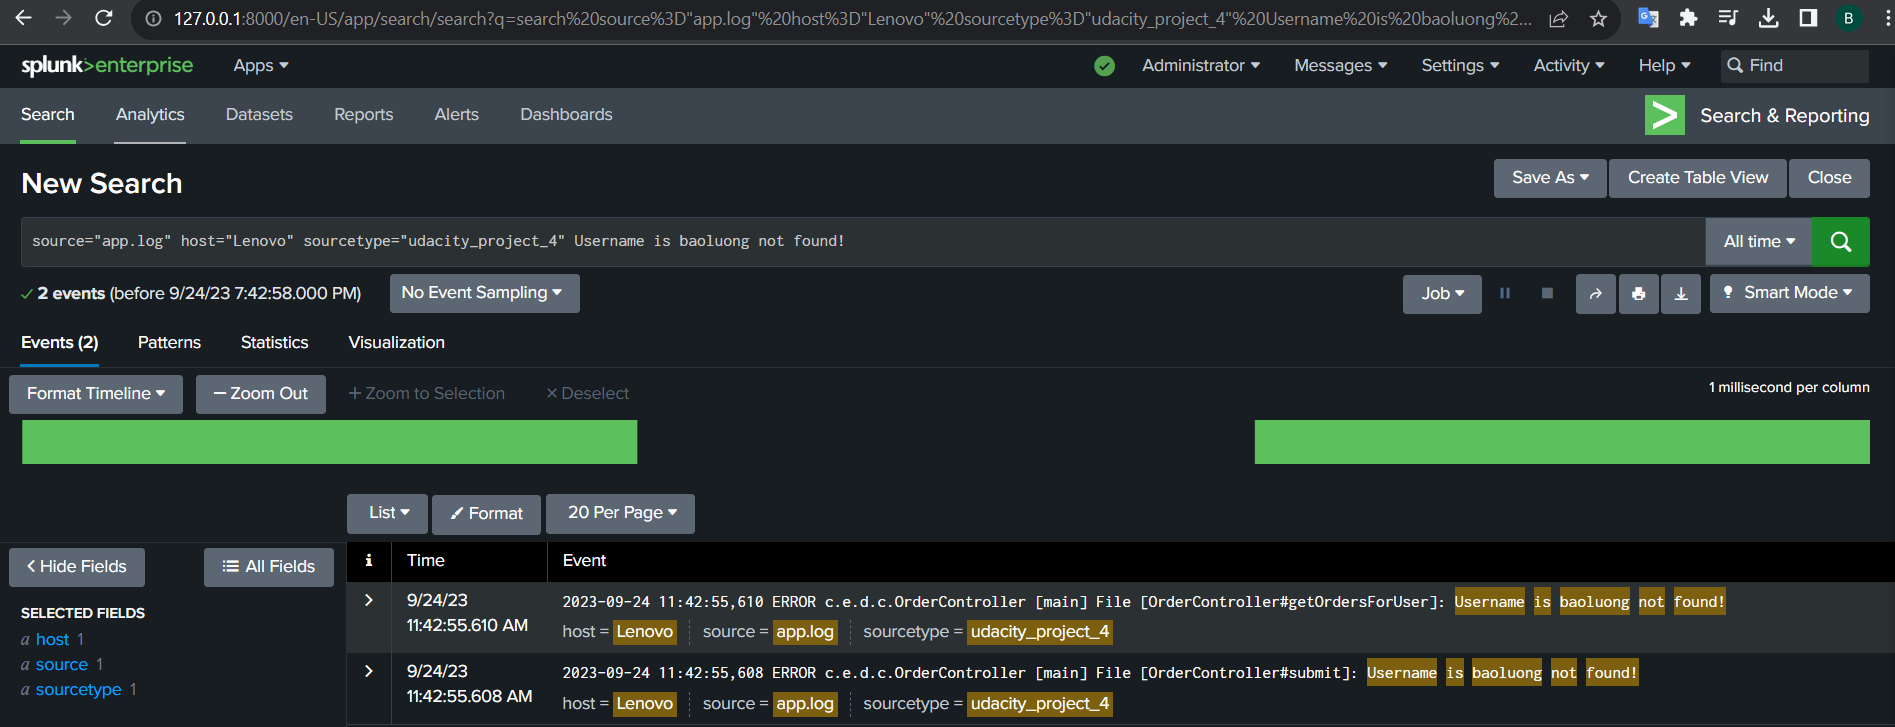 127.0.0.1:8000/en-US/app/search/search?q=search%20source%3D"app.log"%20host%3D"Lenovo"%20sourcetype%3D"udacity_project_4"%20Username%20is%20baoluong%2...
B
splunk>enterprise Apps Administrator Messages Settings Activity Help Find
Search Analytics Datasets Reports Alerts Dashboards > Search & Reporting
New Search Save As Create Table View Close
source="app.log" host="Lenovo" sourcetype="udacity_project_4" Username is baoluong not found! All time
2 events (before 9/24/23 7:42:58.000 PM) No Event Sampling Job Smart Mode
Events (2) Patterns Statistics Visualization
Format Timeline — Zoom Out + Zoom to Selection × Deselect 1 millisecond per column
List Format 20 Per Page
< Hide Fields All Fields i Time Event
SELECTED FIELDS
a host 1
a source 1
a sourcetype 1
> 9/24/23 2023-09-24 11:42:55,610 ERROR c.e.d.c.OrderController [main] File [OrderController#getOrdersForUser]: Username is baoluong not found!
11:42:55.610 AM host = Lenovo source = app.log sourcetype = udacity_project_4
> 9/24/23 2023-09-24 11:42:55,608 ERROR c.e.d.c.OrderController [main] File [OrderController#submit]: Username is baoluong not found!
11:42:55.608 AM host = Lenovo source = app.log sourcetype = udacity_project_4